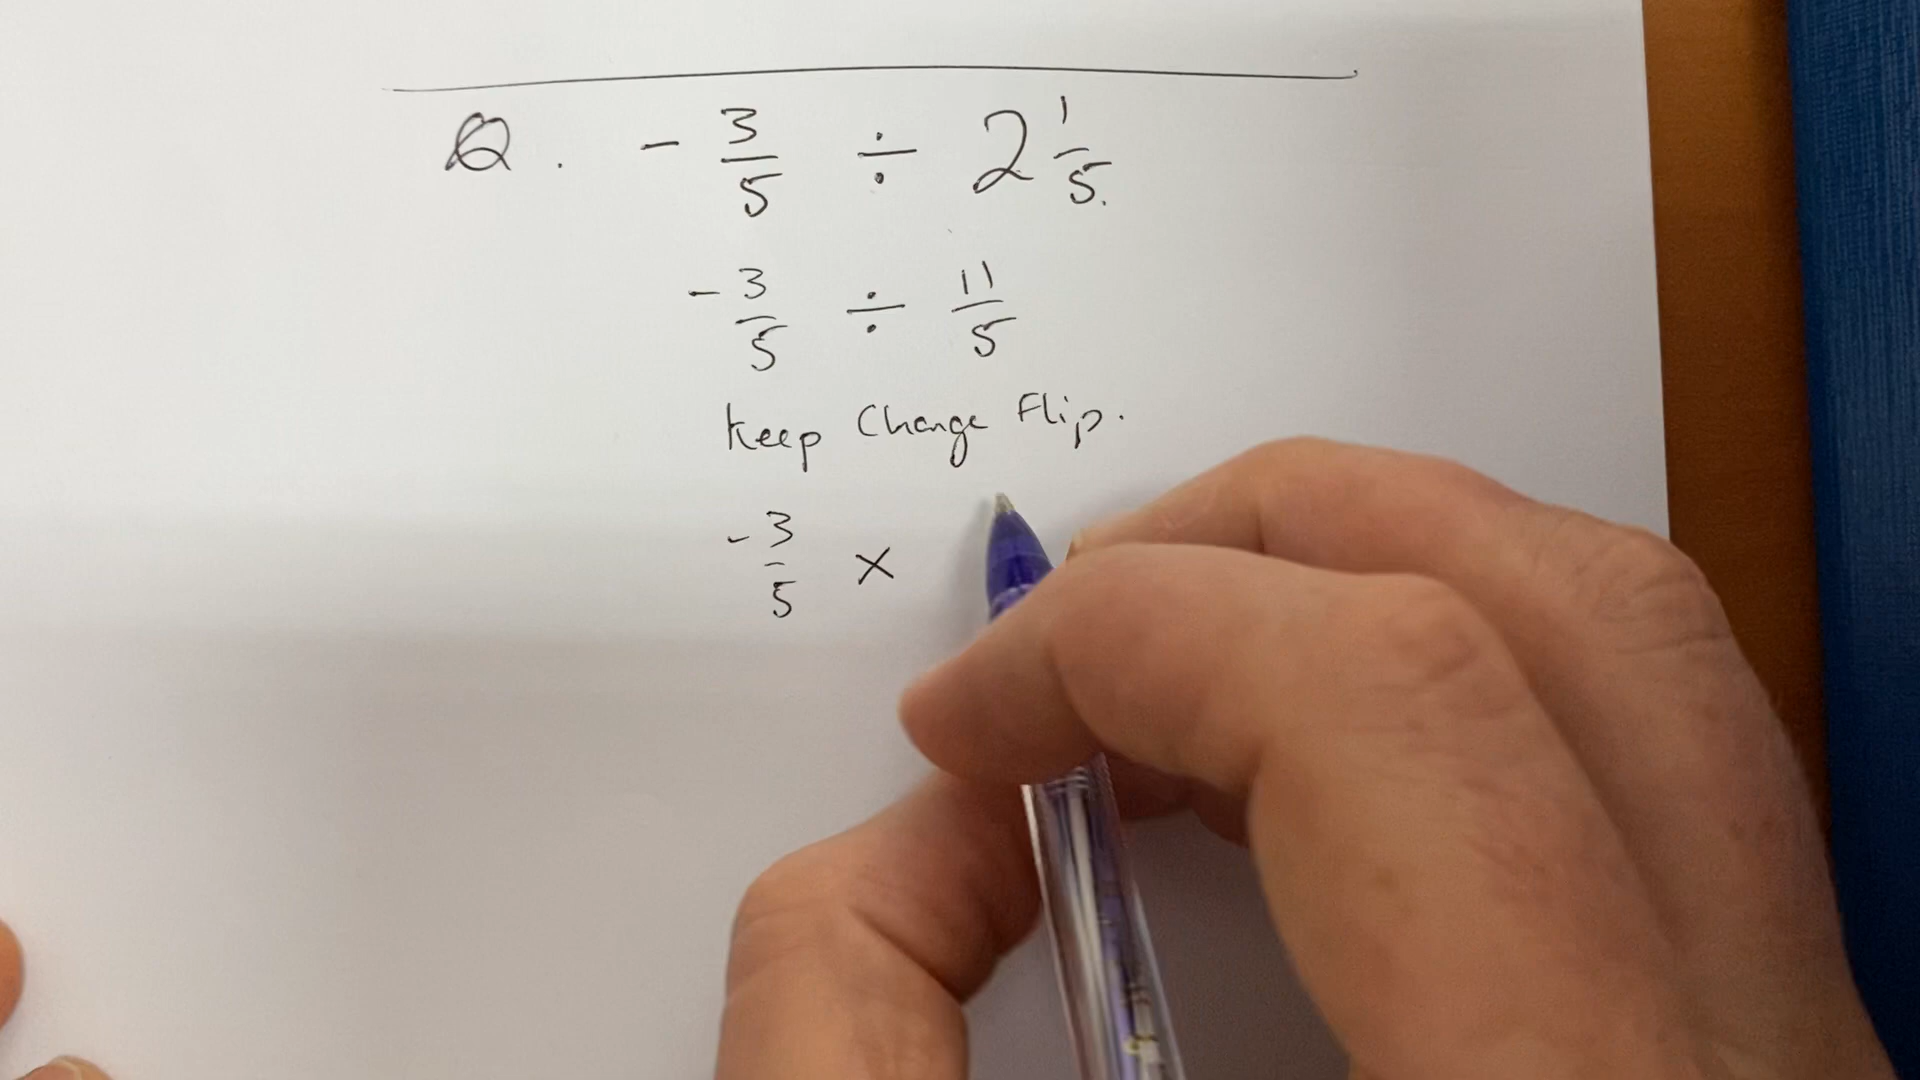 Q. - 3/5 ÷ 2 1/5.
- 3/5 ÷ 11/5
Keep Change Flip.
- 3/5 ×